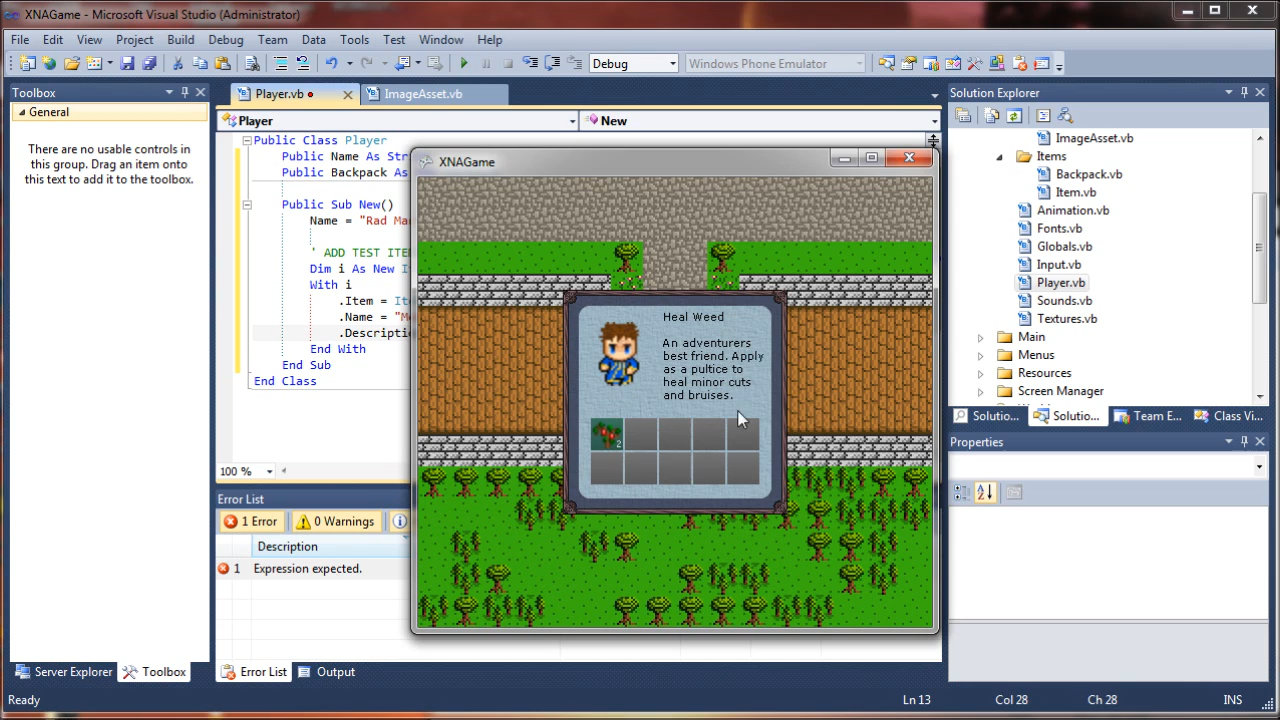 XNAGame - Microsoft Visual Studio (Administrator)
File Edit View Project Build Debug Team Data Tools Test Window Help
Debug Windows Phone Emulator
Toolbox
General
There are no usable controls in
this group. Drag an item onto
this text to add it to the toolbox.
Server Explorer Toolbox
Player.vb ImageAsset.vb
Player New
Public Class Player
Public Name As Str
Public Backpack As
Public Sub New()
Name = "Rad Ma
' ADD TEST ITE
Dim i As New I
With i
.Item = Ite
.Name = "M
.Descriptio
End With
End Sub
End Class
100 %
Error List
1 Error 0 Warnings
Description
1 Expression expected.
Error List Output
XNAGame
Heal Weed
An adventurers
best friend. Apply
as a pultice to
heal minor cuts
and bruises.
2
Solution Explorer
ImageAsset.vb
Items
Backpack.vb
Item.vb
Animation.vb
Fonts.vb
Globals.vb
Input.vb
Player.vb
Sounds.vb
Textures.vb
Main
Menus
Resources
Screen Manager
Solutio... Solutio... Team E... Class Vi...
Properties
Ready Ln 13 Col 28 Ch 28 INS